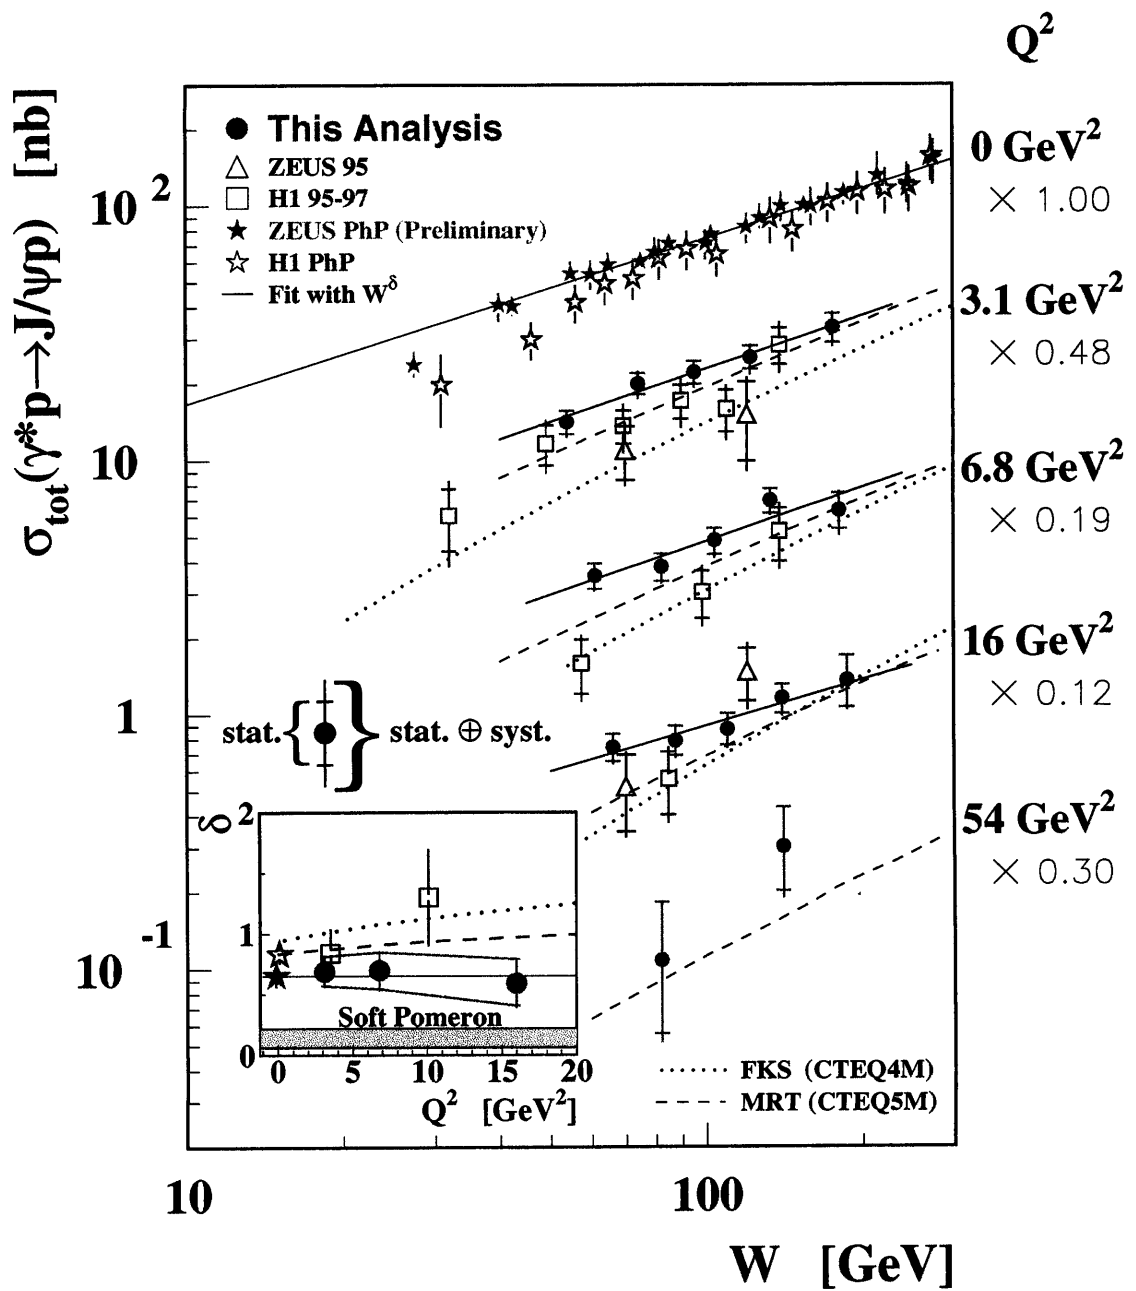 Q²
σ_tot(γ*p→J/ψp) [nb]
This Analysis
ZEUS 95
H1 95-97
ZEUS PhP (Preliminary)
H1 PhP
Fit with W^δ
0 GeV²
× 1.00
3.1 GeV²
× 0.48
6.8 GeV²
× 0.19
16 GeV²
× 0.12
54 GeV²
× 0.30
10²
10
1
10⁻¹
stat. { } stat. ⊕ syst.
δ
2
1
0
Soft Pomeron
0 5 10 15 20
Q² [GeV²]
FKS (CTEQ4M)
MRT (CTEQ5M)
10 100
W [GeV]